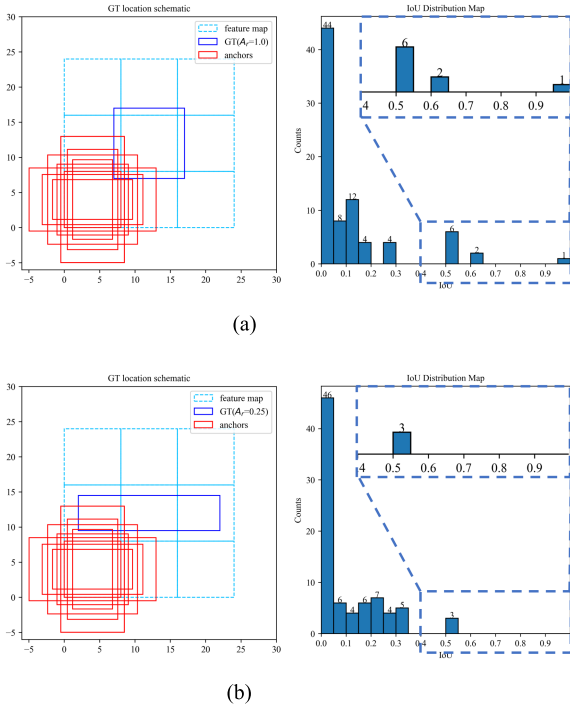 GT location schematic
30
25
20
15
10
5
0
−5
−5 0 5 10 15 20 25 30
feature map
GT(Ar=1.0)
anchors
IoU Distribution Map
Counts
40
30
20
10
0
44
8
12
4
4
6
2
1
0.0 0.1 0.2 0.3 0.4 0.5 0.6 0.7 0.8 0.9
IoU
6
2
1
4 0.5 0.6 0.7 0.8 0.9
(a)
GT location schematic
30
25
20
15
10
5
0
−5
−5 0 5 10 15 20 25 30
feature map
GT(Ar=0.25)
anchors
IoU Distribution Map
Counts
40
30
20
10
0
46
6
4
6
7
4
5
3
0.0 0.1 0.2 0.3 0.4 0.5 0.6 0.7 0.8 0.9
IoU
3
4 0.5 0.6 0.7 0.8 0.9
(b)